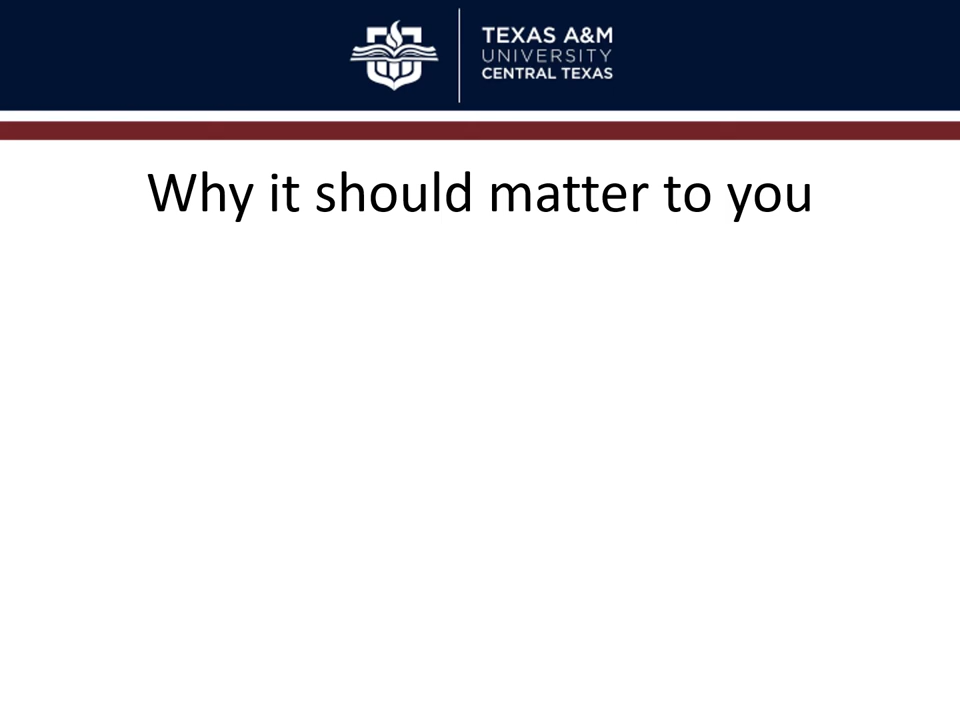 TEXAS A&M
UNIVERSITY
CENTRAL TEXAS
Why it should matter to you